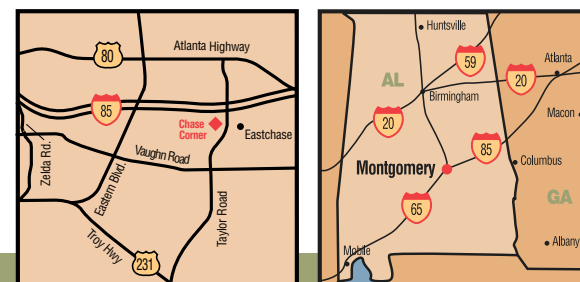 80
Atlanta Highway
85
Chase
Corner
Eastchase
Zelda Rd.
Vaughn Road
Eastern Blvd.
Taylor Road
Troy Hwy
231
Huntsville
59
AL
20
Atlanta
Birmingham
Macon
20
85
Montgomery
Columbus
65
GA
Mobile
Albany